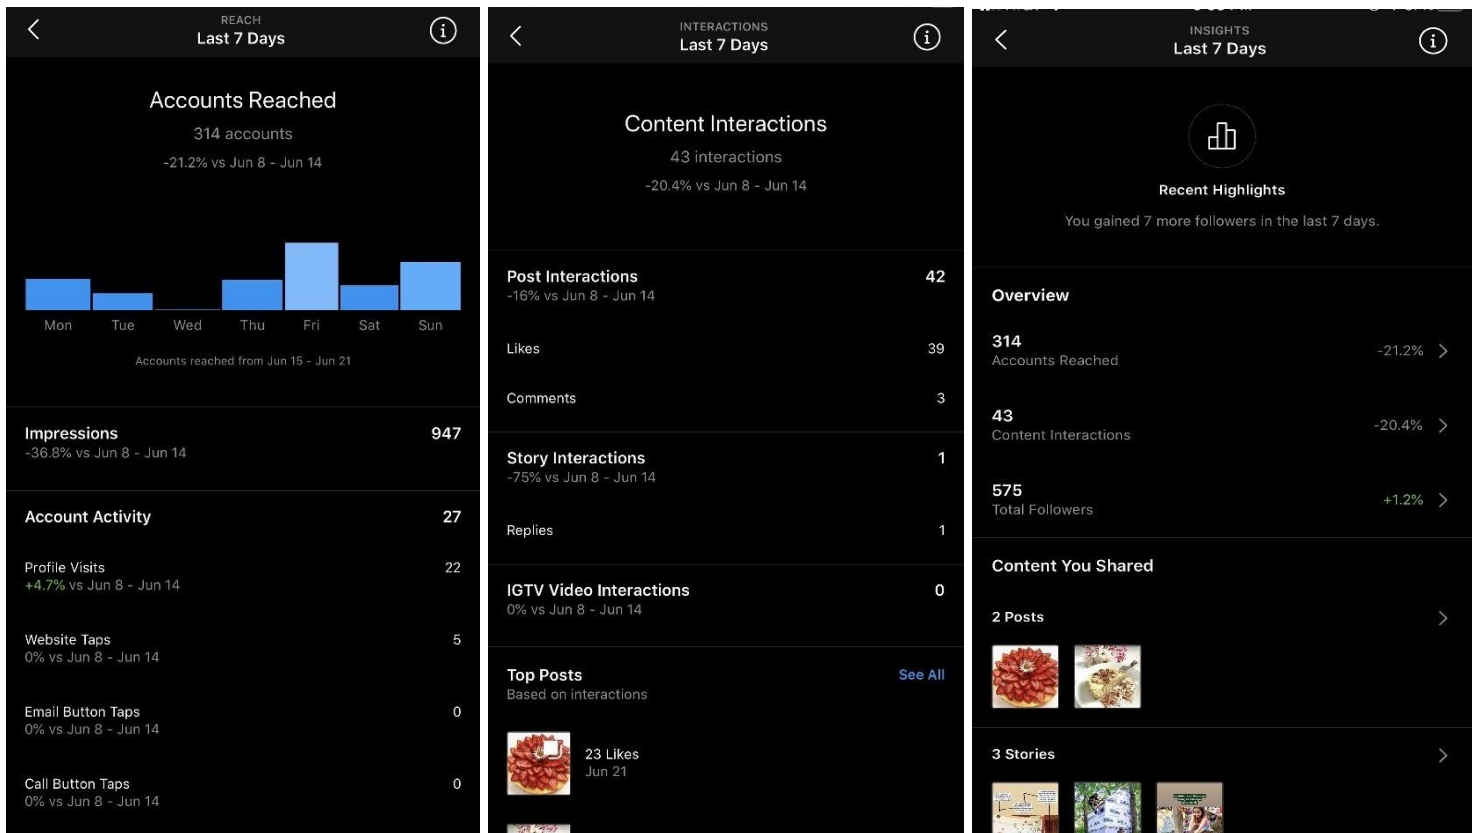 REACH
Last 7 Days
Accounts Reached
314 accounts
-21.2% vs Jun 8 - Jun 14
Mon Tue Wed Thu Fri Sat Sun
Accounts reached from Jun 15 - Jun 21
Impressions 947
-36.8% vs Jun 8 - Jun 14
Account Activity 27
Profile Visits 22
+4.7% vs Jun 8 - Jun 14
Website Taps 5
0% vs Jun 8 - Jun 14
Email Button Taps 0
0% vs Jun 8 - Jun 14
Call Button Taps 0
0% vs Jun 8 - Jun 14
INTERACTIONS
Last 7 Days
Content Interactions
43 interactions
-20.4% vs Jun 8 - Jun 14
Post Interactions 42
-16% vs Jun 8 - Jun 14
Likes 39
Comments 3
Story Interactions 1
-75% vs Jun 8 - Jun 14
Replies 1
IGTV Video Interactions 0
0% vs Jun 8 - Jun 14
Top Posts See All
Based on interactions
23 Likes
Jun 21
INSIGHTS
Last 7 Days
Recent Highlights
You gained 7 more followers in the last 7 days.
Overview
314
Accounts Reached -21.2%
43
Content Interactions -20.4%
575
Total Followers +1.2%
Content You Shared
2 Posts
3 Stories